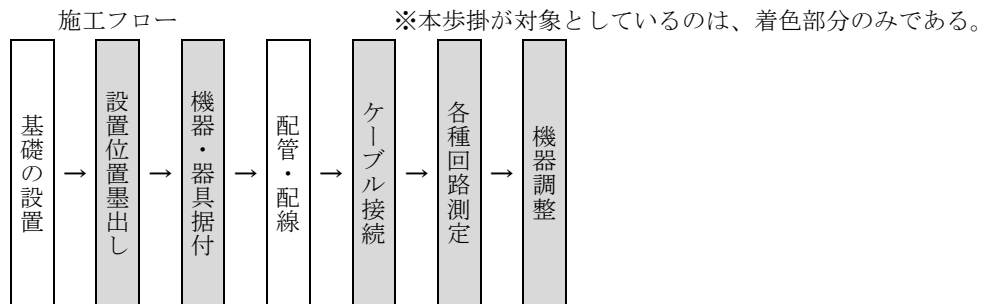 施工フロー
※本歩掛が対象としているのは、着色部分のみである。
基礎の設置
→
設置位置墨出し
→
機器・器具据付
→
配管・配線
→
ケーブル接続
→
各種回路測定
→
機器調整